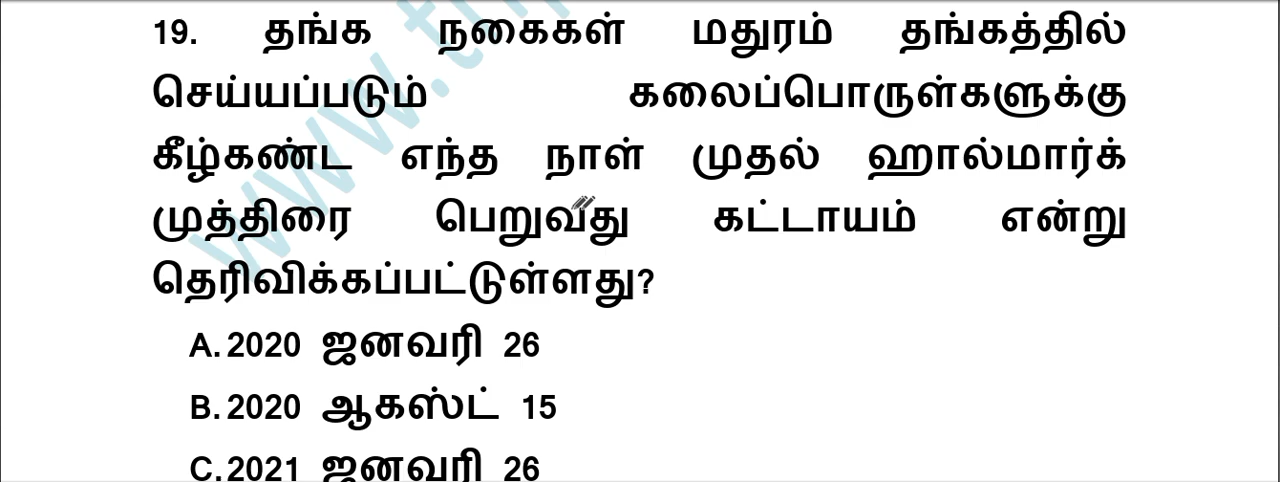 19. தங்க நகைகள் மதுரம் தங்கத்தில்
செய்யப்படும் கலைப்பொருள்களுக்கு
கீழ்கண்ட எந்த நாள் முதல் ஹால்மார்க்
முத்திரை பெறுவது கட்டாயம் என்று
தெரிவிக்கப்பட்டுள்ளது?
A. 2020 ஜனவரி 26
B. 2020 ஆகஸ்ட் 15
C. 2021 ஜனவரி 26